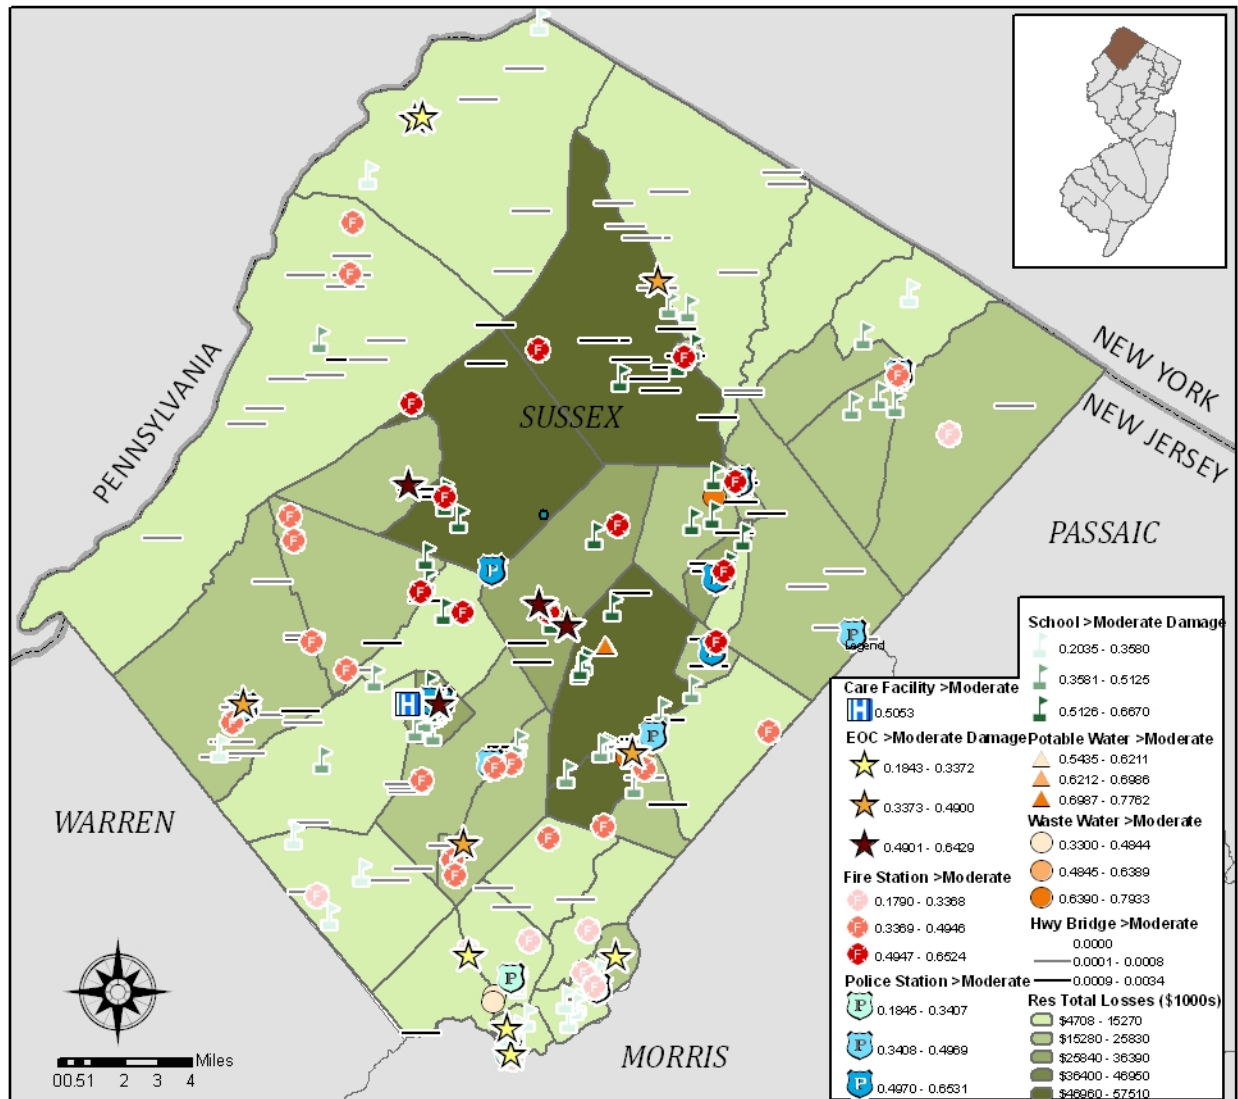 NEW YORK
NEW JERSEY
PENNSYLVANIA
SUSSEX
PASSAIC
WARREN
MORRIS
Legend
Care Facility >Moderate
H 0.5053
EOC >Moderate Damage
0.1843 - 0.3372
0.3373 - 0.4900
0.4901 - 0.6429
Fire Station >Moderate
F 0.1790 - 0.3368
F 0.3369 - 0.4946
F 0.4947 - 0.6524
Police Station >Moderate
P 0.1845 - 0.3407
P 0.3408 - 0.4969
P 0.4970 - 0.6531
School >Moderate Damage
0.2035 - 0.3580
0.3581 - 0.5125
0.5126 - 0.6670
Potable Water >Moderate
0.5435 - 0.6211
0.6212 - 0.6986
0.6987 - 0.7762
Waste Water >Moderate
0.3300 - 0.4844
0.4845 - 0.6389
0.6390 - 0.7933
Hwy Bridge >Moderate
0.0000
0.0001 - 0.0008
0.0009 - 0.0034
Res Total Losses ($1000s)
$4708 - 15270
$15280 - 25830
$25840 - 36390
$36400 - 46950
$46960 - 57510
Miles
00.51 2 3 4